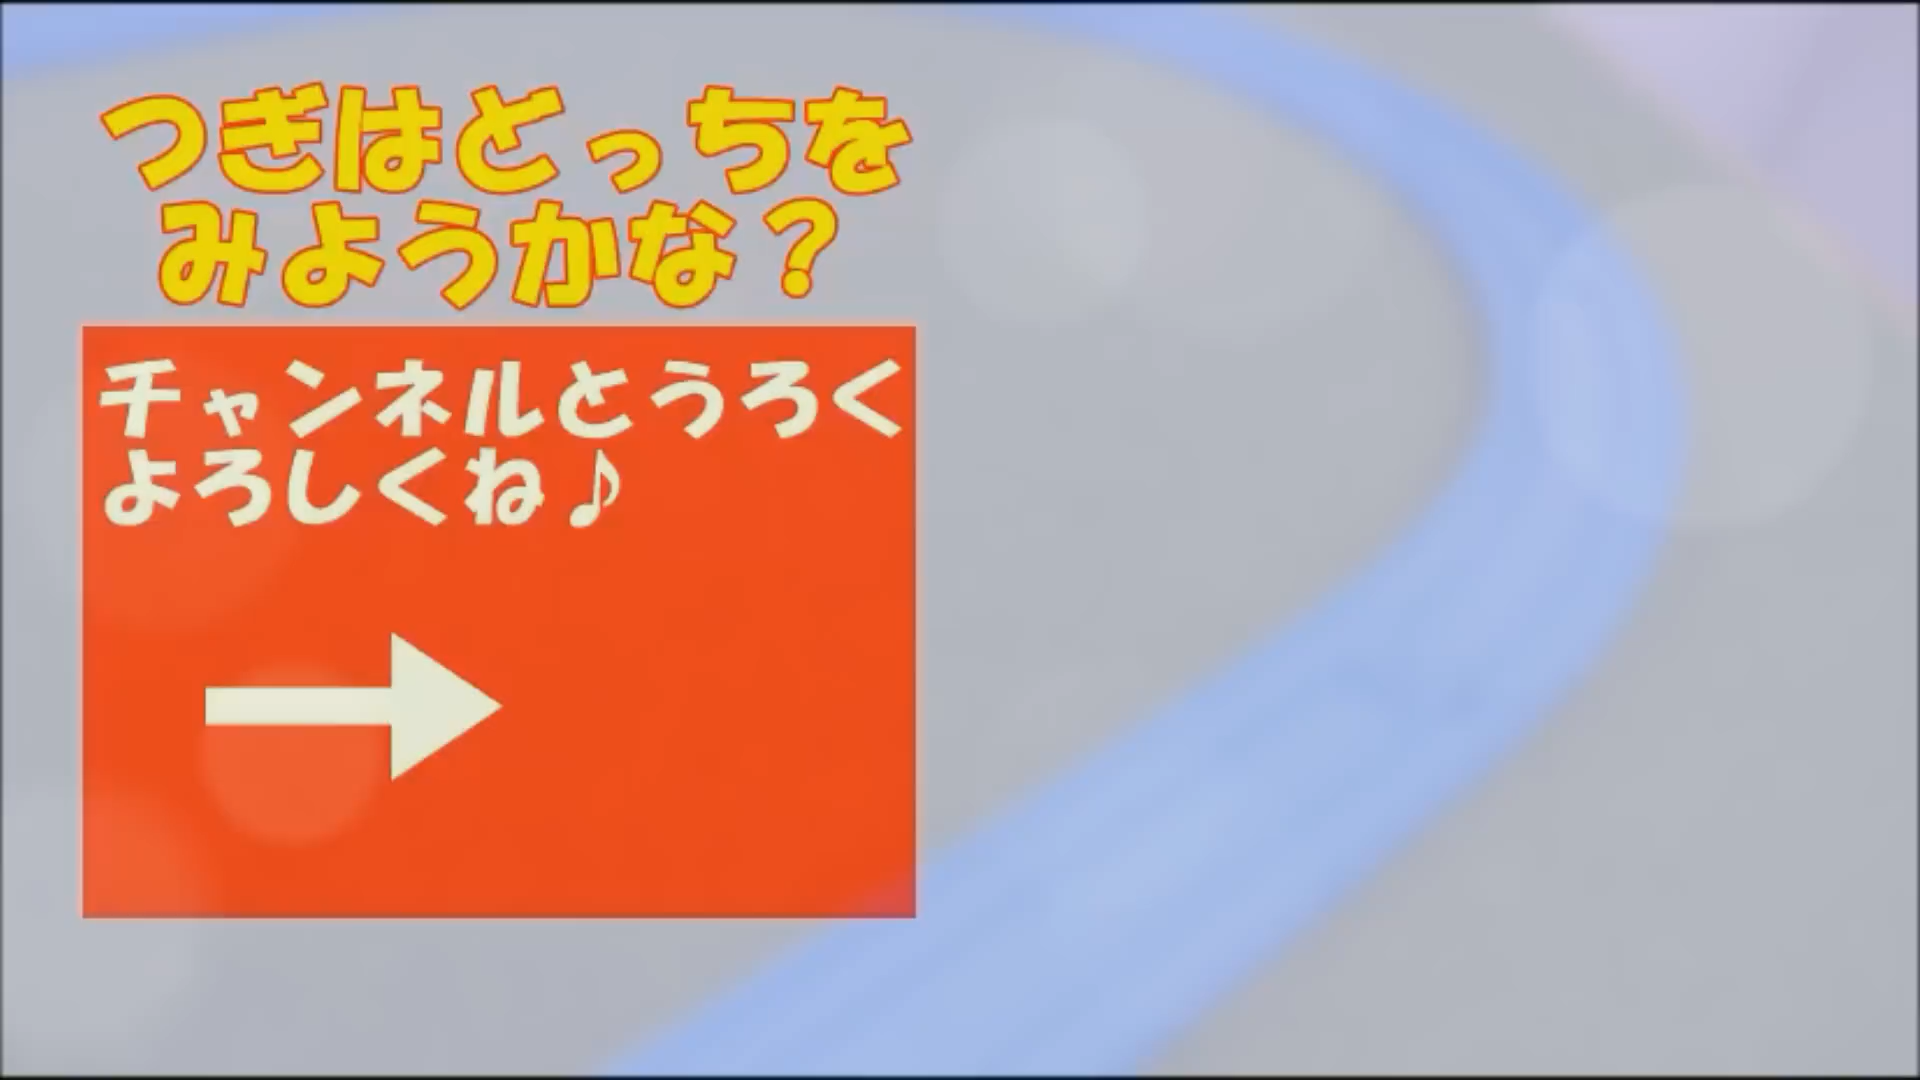 つぎはどっちを
みようかな？
チャンネルとうろく
よろしくね♪